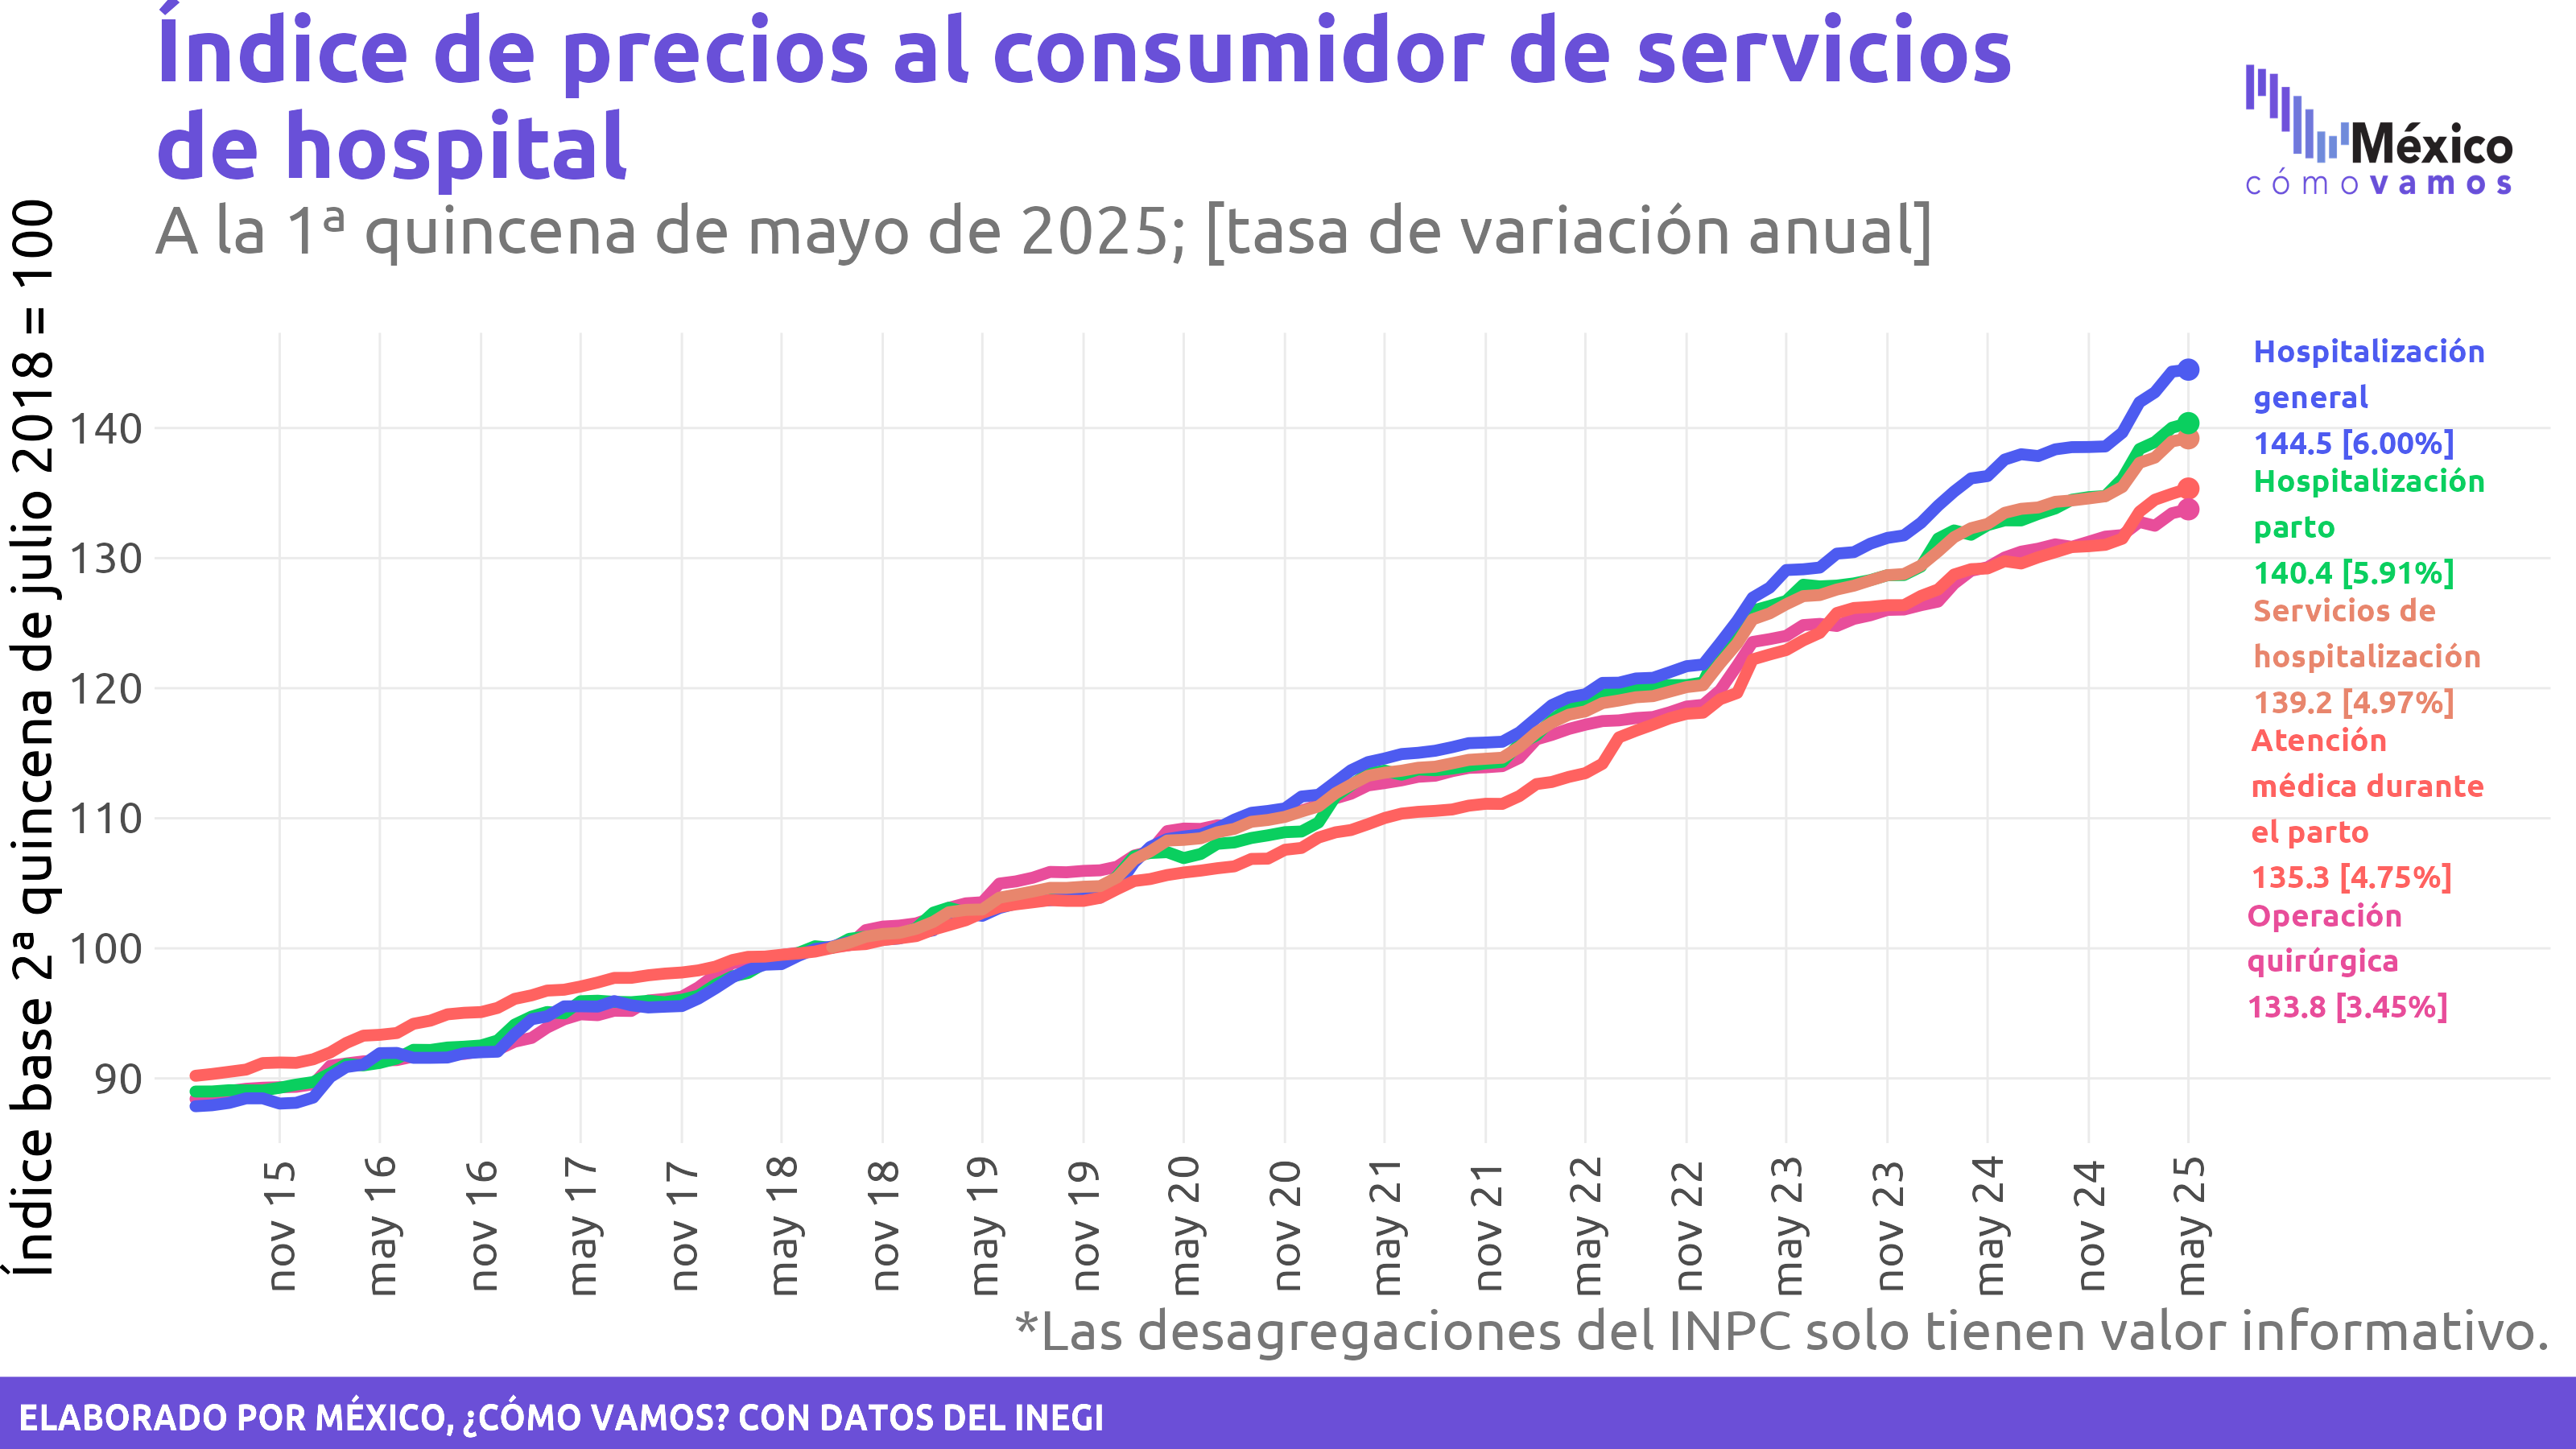 Índice de precios al consumidor de servicios
de hospital
A la 1ª quincena de mayo de 2025; [tasa de variación anual]
México
cómo vamos
Índice base 2ª quincena de julio 2018 = 100
140
130
120
110
100
90
Hospitalización
general
144.5 [6.00%]
Hospitalización
parto
140.4 [5.91%]
Servicios de
hospitalización
139.2 [4.97%]
Atención
médica durante
el parto
135.3 [4.75%]
Operación
quirúrgica
133.8 [3.45%]
nov 15
may 16
nov 16
may 17
nov 17
may 18
nov 18
may 19
nov 19
may 20
nov 20
may 21
nov 21
may 22
nov 22
may 23
nov 23
may 24
nov 24
may 25
*Las desagregaciones del INPC solo tienen valor informativo.
ELABORADO POR MÉXICO, ¿CÓMO VAMOS? CON DATOS DEL INEGI